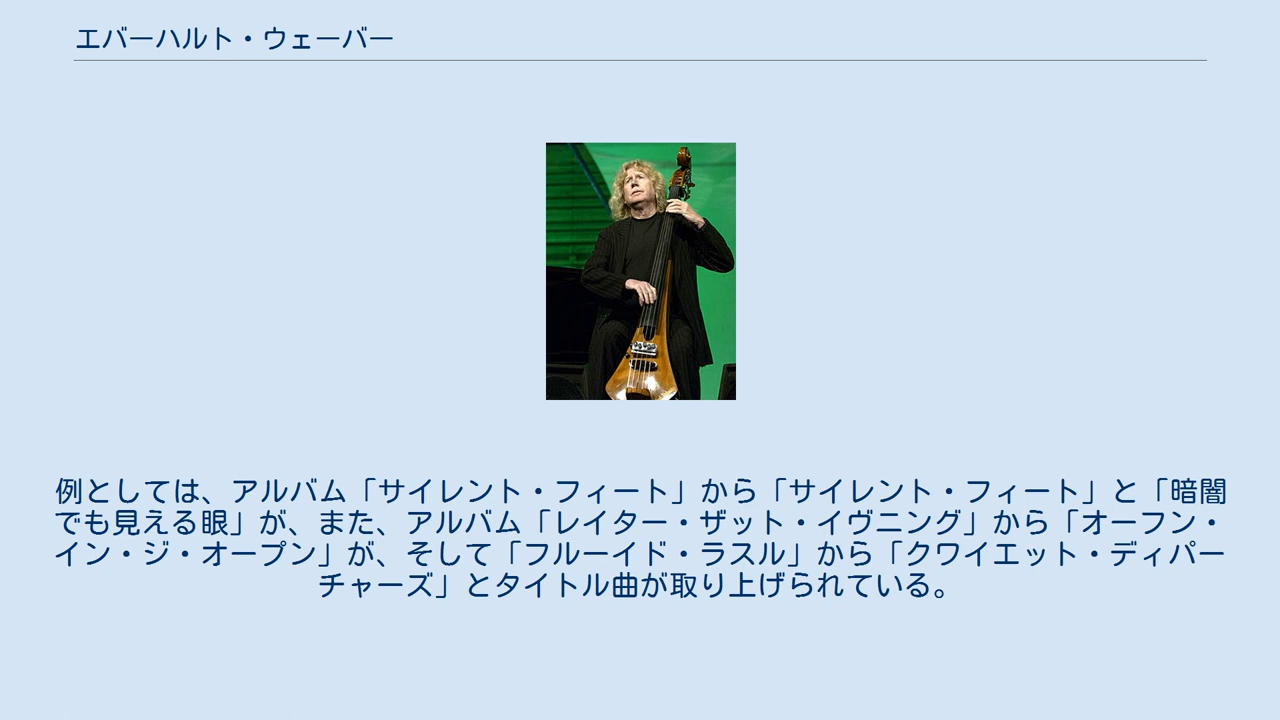 エバーハルト・ウェーバー
例としては、アルバム「サイレント・フィート」から「サイレント・フィート」と「暗闇
でも見える眼」が、また、アルバム「レイター・ザット・イヴニング」から「オーフン・
イン・ジ・オープン」が、そして「フルーイド・ラスル」から「クワイエット・ディパー
チャーズ」とタイトル曲が取り上げられている。